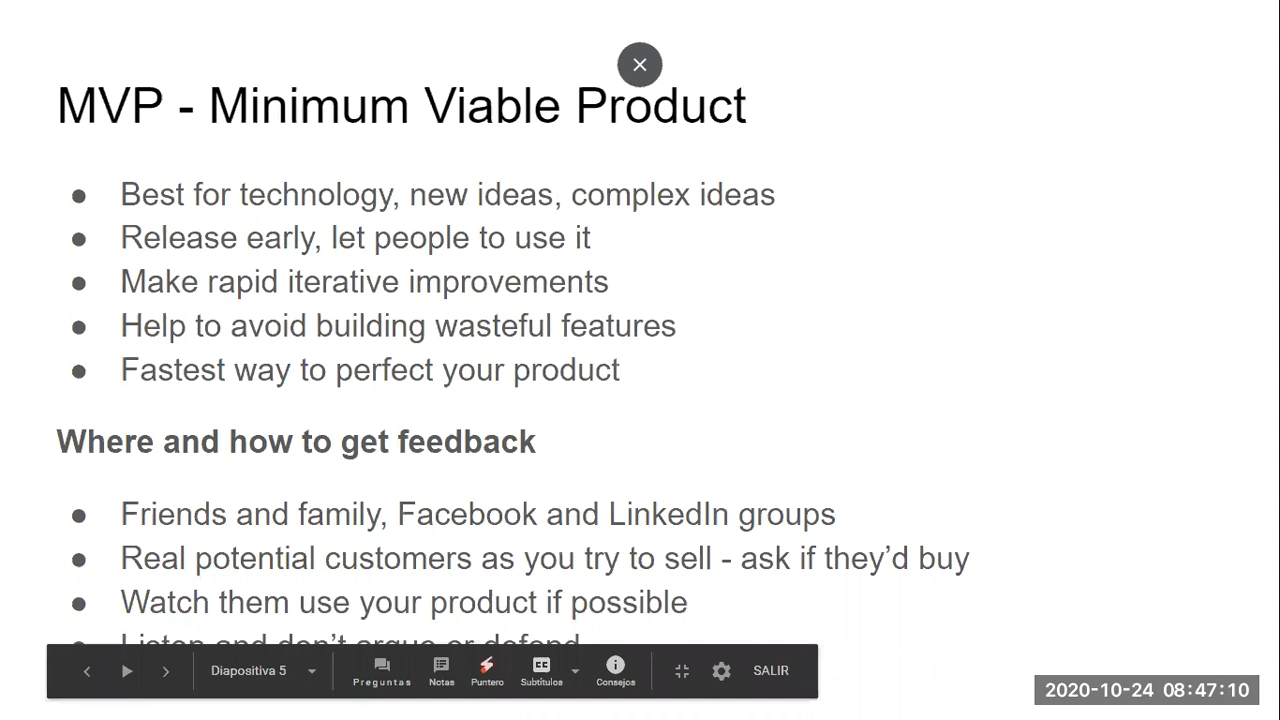 MVP - Minimum Viable Product
● Best for technology, new ideas, complex ideas
● Release early, let people to use it
● Make rapid iterative improvements
● Help to avoid building wasteful features
● Fastest way to perfect your product
Where and how to get feedback
● Friends and family, Facebook and LinkedIn groups
● Real potential customers as you try to sell - ask if they’d buy
● Watch them use your product if possible
● Listen and don’t argue or defend
Diapositiva 5
Preguntas
Notas
Puntero
CC
Subtítulos
Consejos
SALIR
2020-10-24 08:47:10